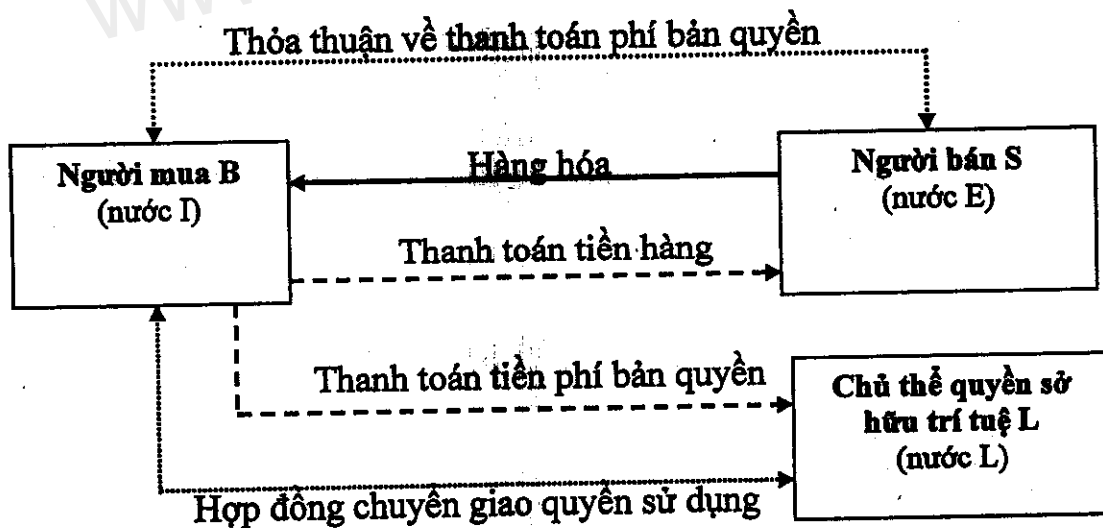 Thỏa thuận về thanh toán phí bản quyền
Người mua B
(nước I)
Hàng hóa
Người bán S
(nước E)
Thanh toán tiền hàng
Thanh toán tiền phí bản quyền
Chủ thể quyền sở
hữu trí tuệ L
(nước L)
Hợp đồng chuyển giao quyền sử dụng